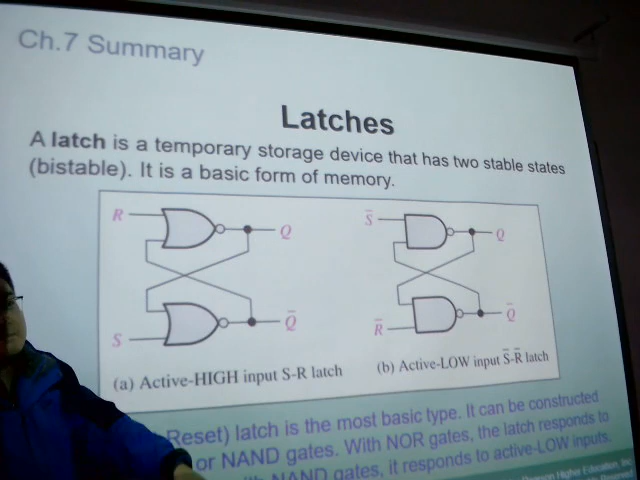 Ch.7 Summary
Latches
A latch is a temporary storage device that has two stable states
(bistable). It is a basic form of memory.
R
Q
S
Q̅
S̅
Q
R̅
Q̅
(a) Active-HIGH input S-R latch
(b) Active-LOW input S̅-R̅ latch
Reset) latch is the most basic type. It can be constructed
or NAND gates. With NOR gates, the latch responds to
NAND gates, it responds to active-LOW inputs.
Higher Education, Inc